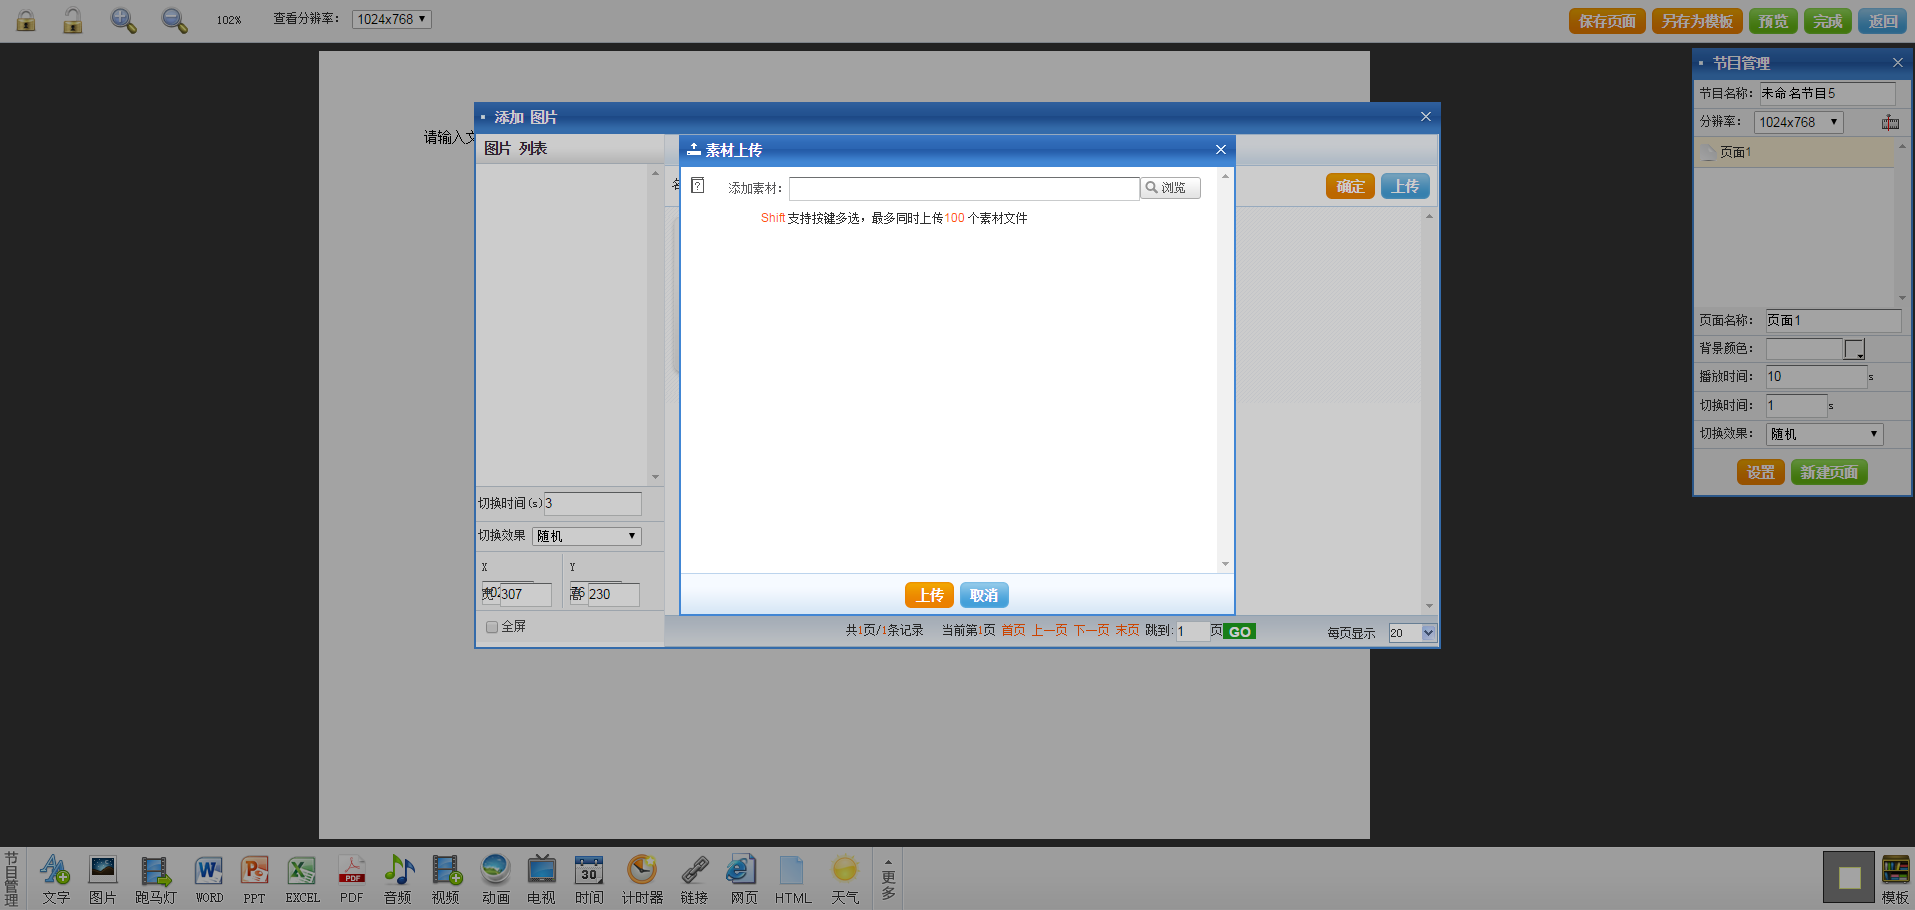 102%
查看分辨率：
1024x768
保存页面
另存为模板
预览
完成
返回
请输入文
添加 图片
图片 列表
切换时间(s)
3
切换效果
随机
X
Y
宽
307
高
230
全屏
确定
上传
素材上传
添加素材：
浏览
Shift 支持按键多选，最多同时上传100 个素材文件
上传
取消
共1页/1条记录 当前第1页 首页 上一页 下一页 末页 跳到: 1 页 GO
每页显示 20
节目管理
节目名称： 未命名节目5
分辨率： 1024x768
页面1
页面名称： 页面1
背景颜色：
播放时间： 10 s
切换时间： 1 s
切换效果： 随机
设置
新建页面
节目管理
文字
图片
跑马灯
WORD
PPT
EXCEL
PDF
PDF
音频
视频
动画
电视
30
时间
计时器
链接
网页
HTML
天气
更多
模板